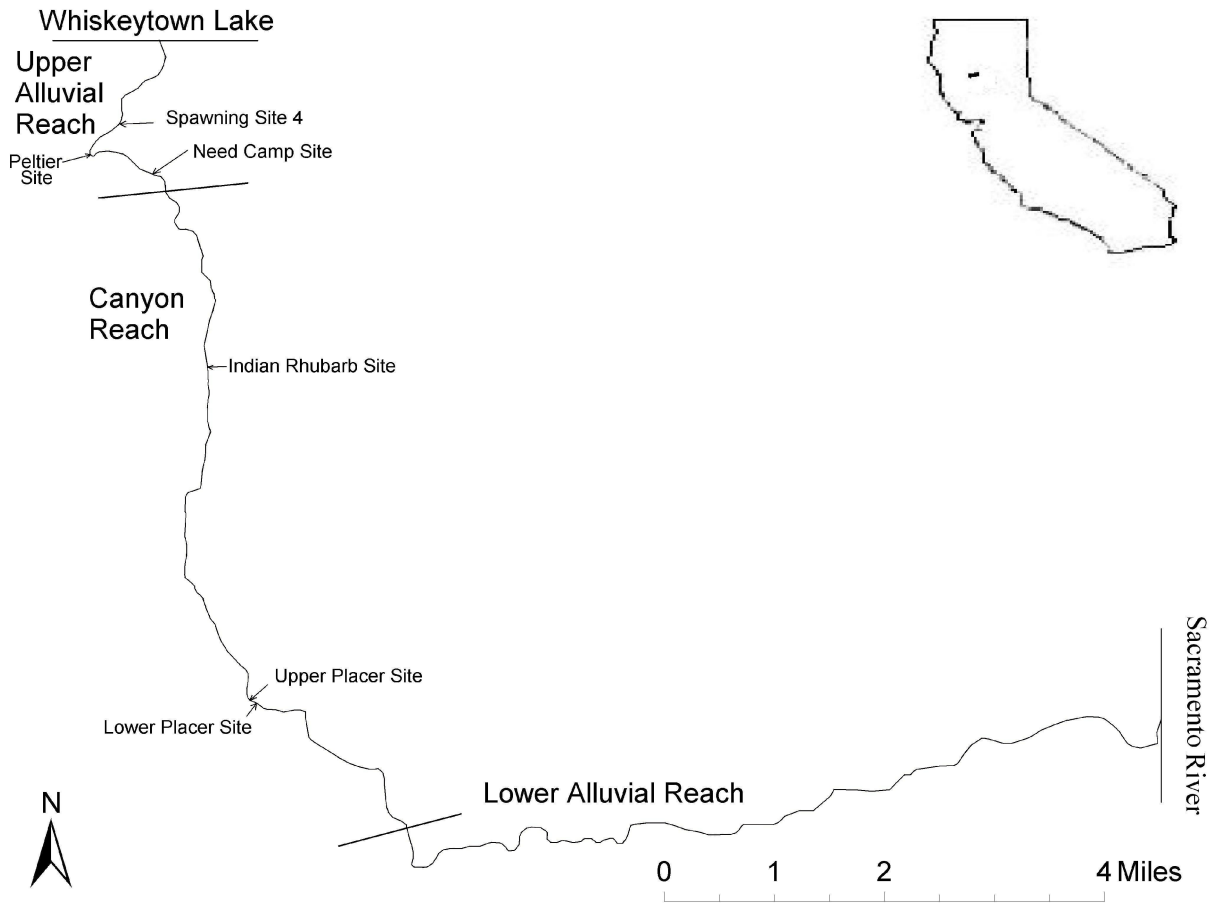 Whiskeytown Lake
Upper
Alluvial
Reach
Spawning Site 4
Need Camp Site
Peltier
Site
Canyon
Reach
Indian Rhubarb Site
Upper Placer Site
Lower Placer Site
Sacramento River
N
Lower Alluvial Reach
0 1 2 4 Miles